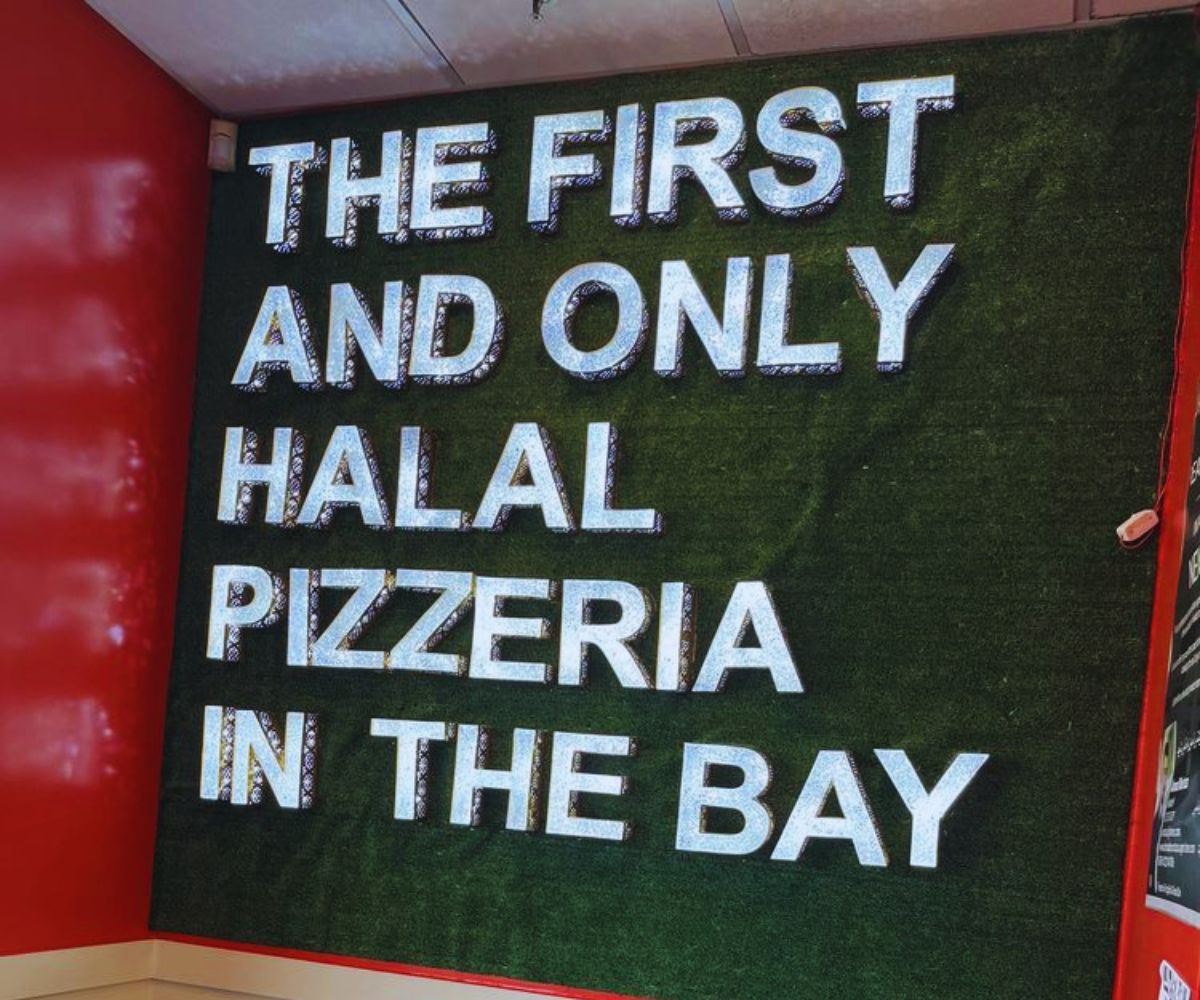 THE FIRST
AND ONLY
HALAL
PIZZERIA
IN THE BAY